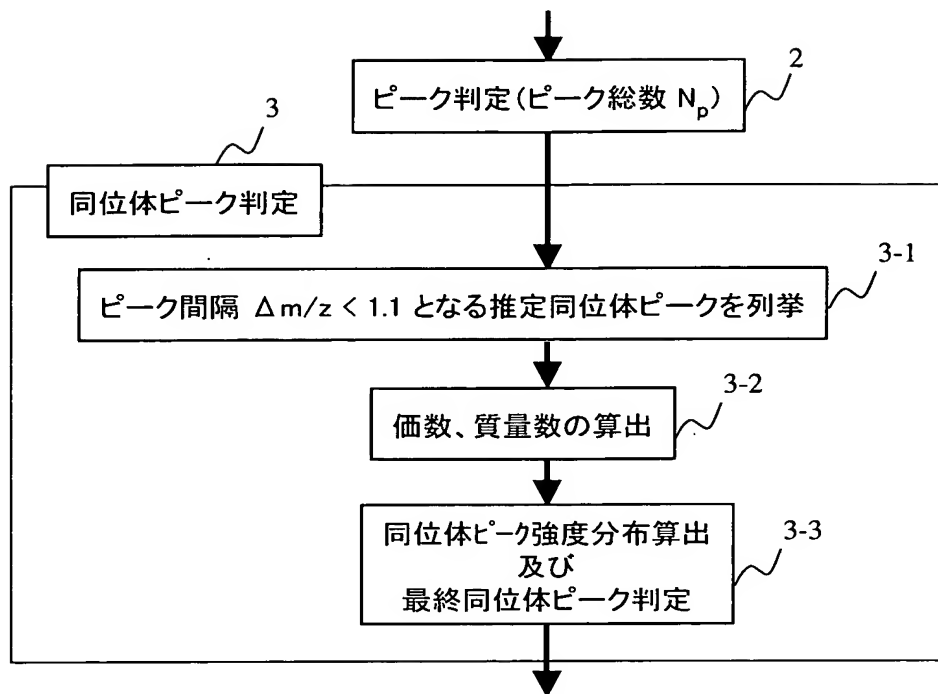 2
ピーク判定(ピーク総数 Np)
3
同位体ピーク判定
3-1
ピーク間隔 Δm/z < 1.1 となる推定同位体ピークを列挙
3-2
価数、質量数の算出
3-3
同位体ピーク強度分布算出
及び
最終同位体ピーク判定